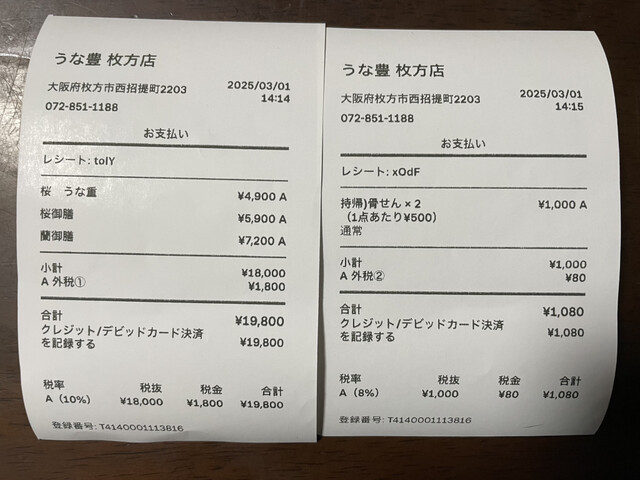 うな豊 枚方店
大阪府枚方市西招提町2203
2025/03/01
072-851-1188
14:14
お支払い
レシート: tolY
桜 うな重 ¥4,900 A
桜御膳 ¥5,900 A
蘭御膳 ¥7,200 A
小計 ¥18,000
A 外税① ¥1,800
合計 ¥19,800
クレジット/デビッドカード決済
を記録する ¥19,800
税率 税抜 税金 合計
A（10%） ¥18,000 ¥1,800 ¥19,800
登録番号: T4140001113816
うな豊 枚方店
大阪府枚方市西招提町2203
2025/03/01
072-851-1188
14:15
お支払い
レシート: xOdF
持帰)骨せん × 2 ¥1,000 A
（1点あたり¥500）
通常
小計 ¥1,000
A 外税② ¥80
合計 ¥1,080
クレジット/デビッドカード決済
を記録する ¥1,080
税率 税抜 税金 合計
A（8%） ¥1,000 ¥80 ¥1,080
登録番号: T4140001113816